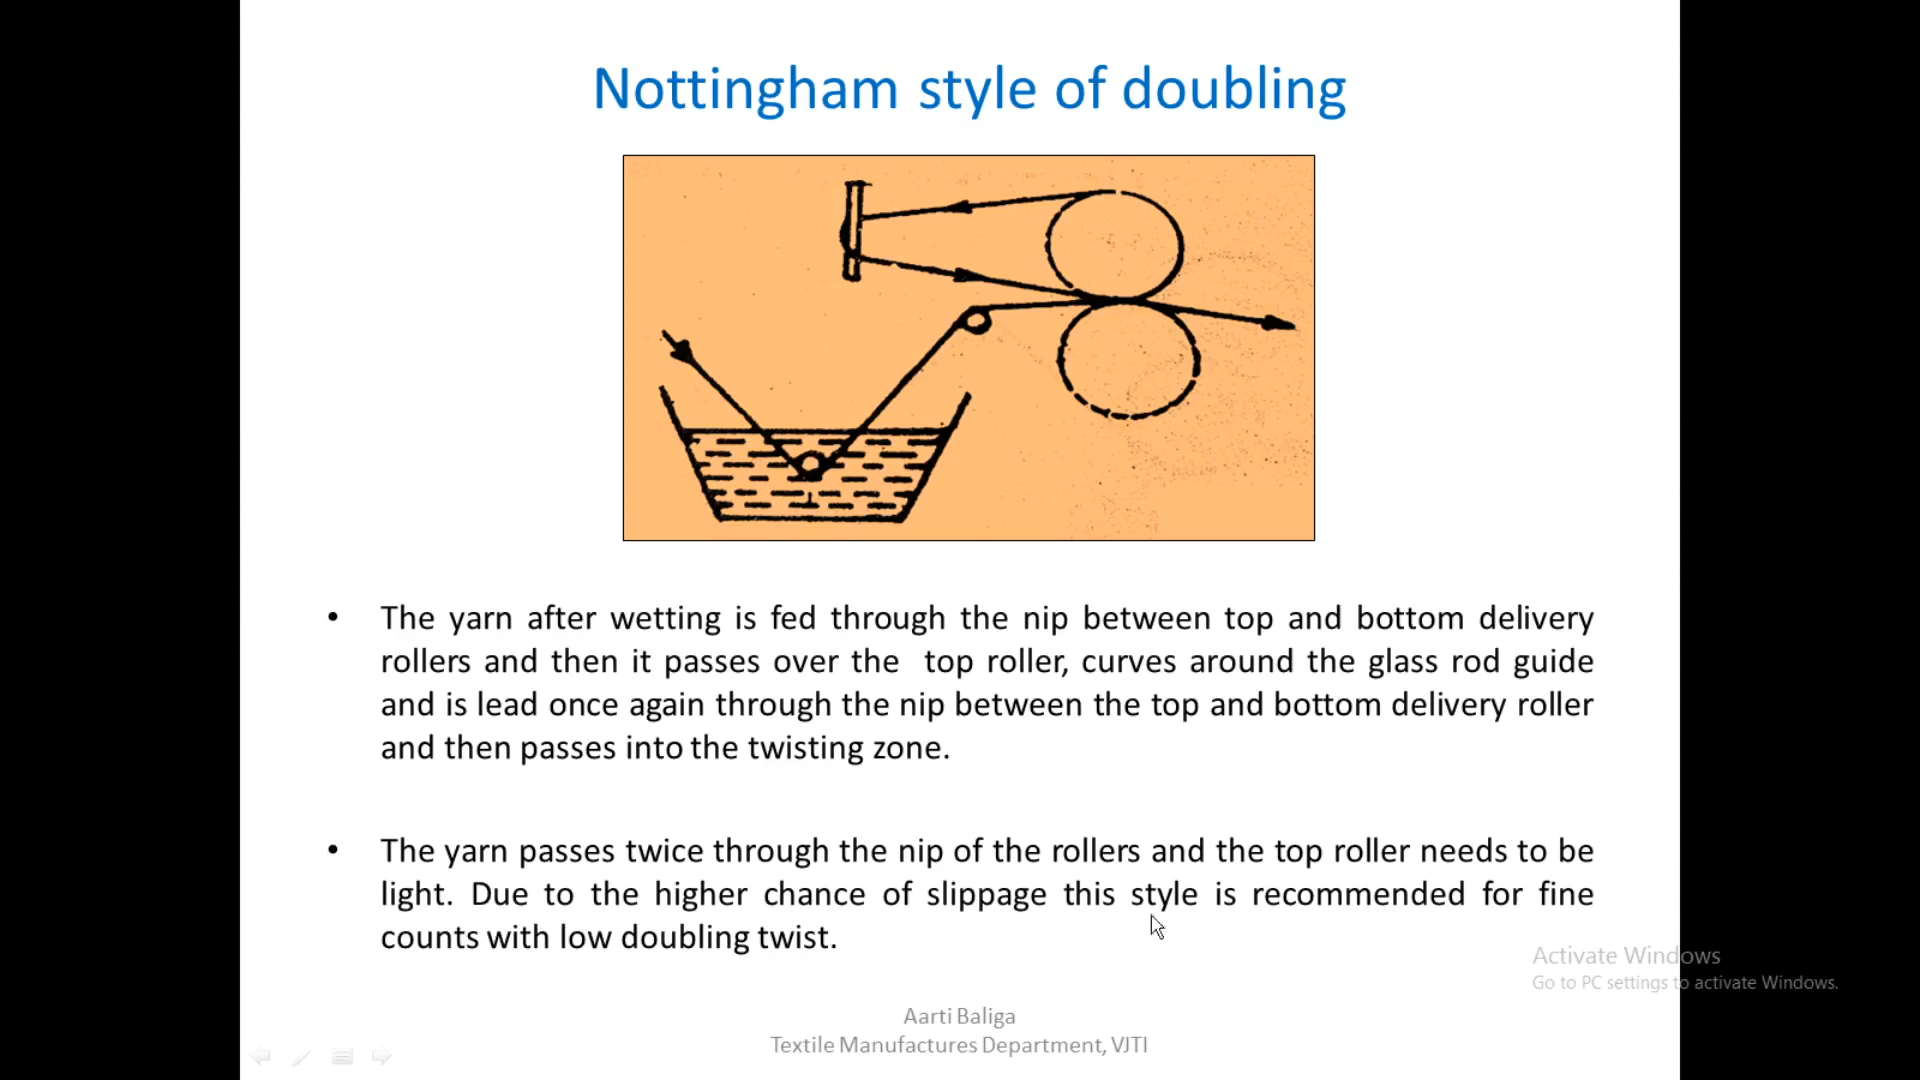 Nottingham style of doubling
• The yarn after wetting is fed through the nip between top and bottom delivery
rollers and then it passes over the top roller, curves around the glass rod guide
and is lead once again through the nip between the top and bottom delivery roller
and then passes into the twisting zone.
• The yarn passes twice through the nip of the rollers and the top roller needs to be
light. Due to the higher chance of slippage this style is recommended for fine
counts with low doubling twist.
Activate Windows
Go to PC settings to activate Windows.
Aarti Baliga
Textile Manufactures Department, VJTI